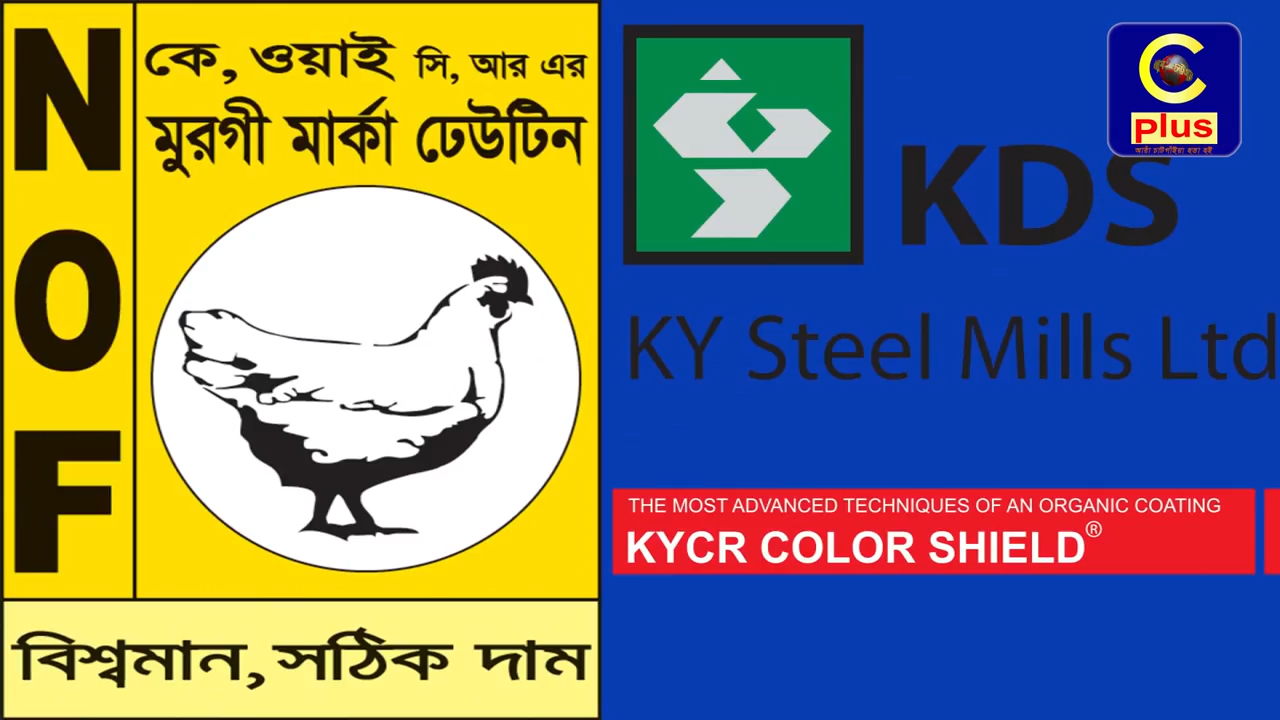 NOF
কে, ওয়াই সি, আর এর
মুরগী মার্কা ঢেউটিন
বিশ্বমান, সঠিক দাম
C
plus
KDS
KY Steel Mills Ltd
THE MOST ADVANCED TECHNIQUES OF AN ORGANIC COATING
KYCR COLOR SHIELD®